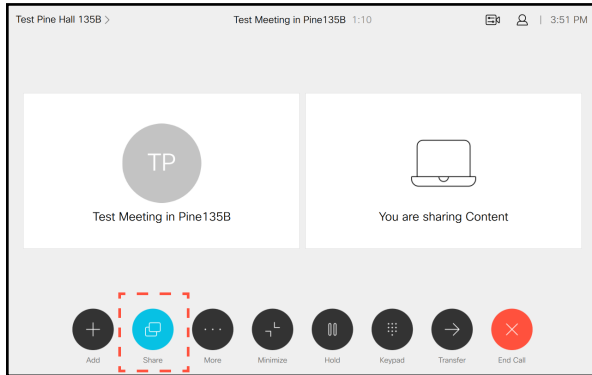 Test Pine Hall 135B >
Test Meeting in Pine135B 1:10
3:51 PM
TP
Test Meeting in Pine135B
You are sharing Content
Add
Share
More
Minimize
Hold
Keypad
Transfer
End Call